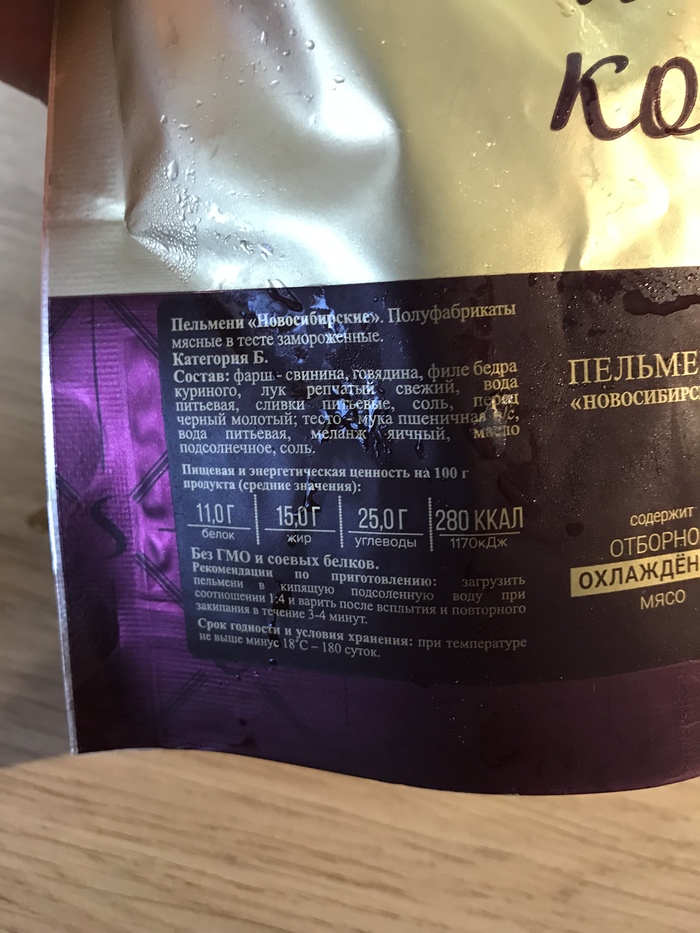 ко
Пельмени «Новосибирские». Полуфабрикаты
мясные в тесте замороженные.
Категория Б.
Состав: фарш - свинина, говядина, филе бедра
куриного, лук репчатый свежий, вода
питьевая, сливки питьевые, соль, перец
черный молотый; тесто - мука пшеничная в/с,
вода питьевая, меланж яичный, масло
подсолнечное, соль.
Пищевая и энергетическая ценность на 100 г
продукта (средние значения):
11,0 Г 15,0 Г 25,0 Г 280 ККАЛ
белок жир углеводы 1170кДж
Без ГМО и соевых белков.
Рекомендации по приготовлению: загрузить
пельмени в кипящую подсоленную воду при
соотношении 1:4 и варить после всплытия и повторного
закипания в течение 3-4 минут.
Срок годности и условия хранения: при температуре
не выше минус 18°С – 180 суток.
ПЕЛЬМЕ
«НОВОСИБИРС
содержит
ОТБОРНО
ОХЛАЖДЁН
МЯСО